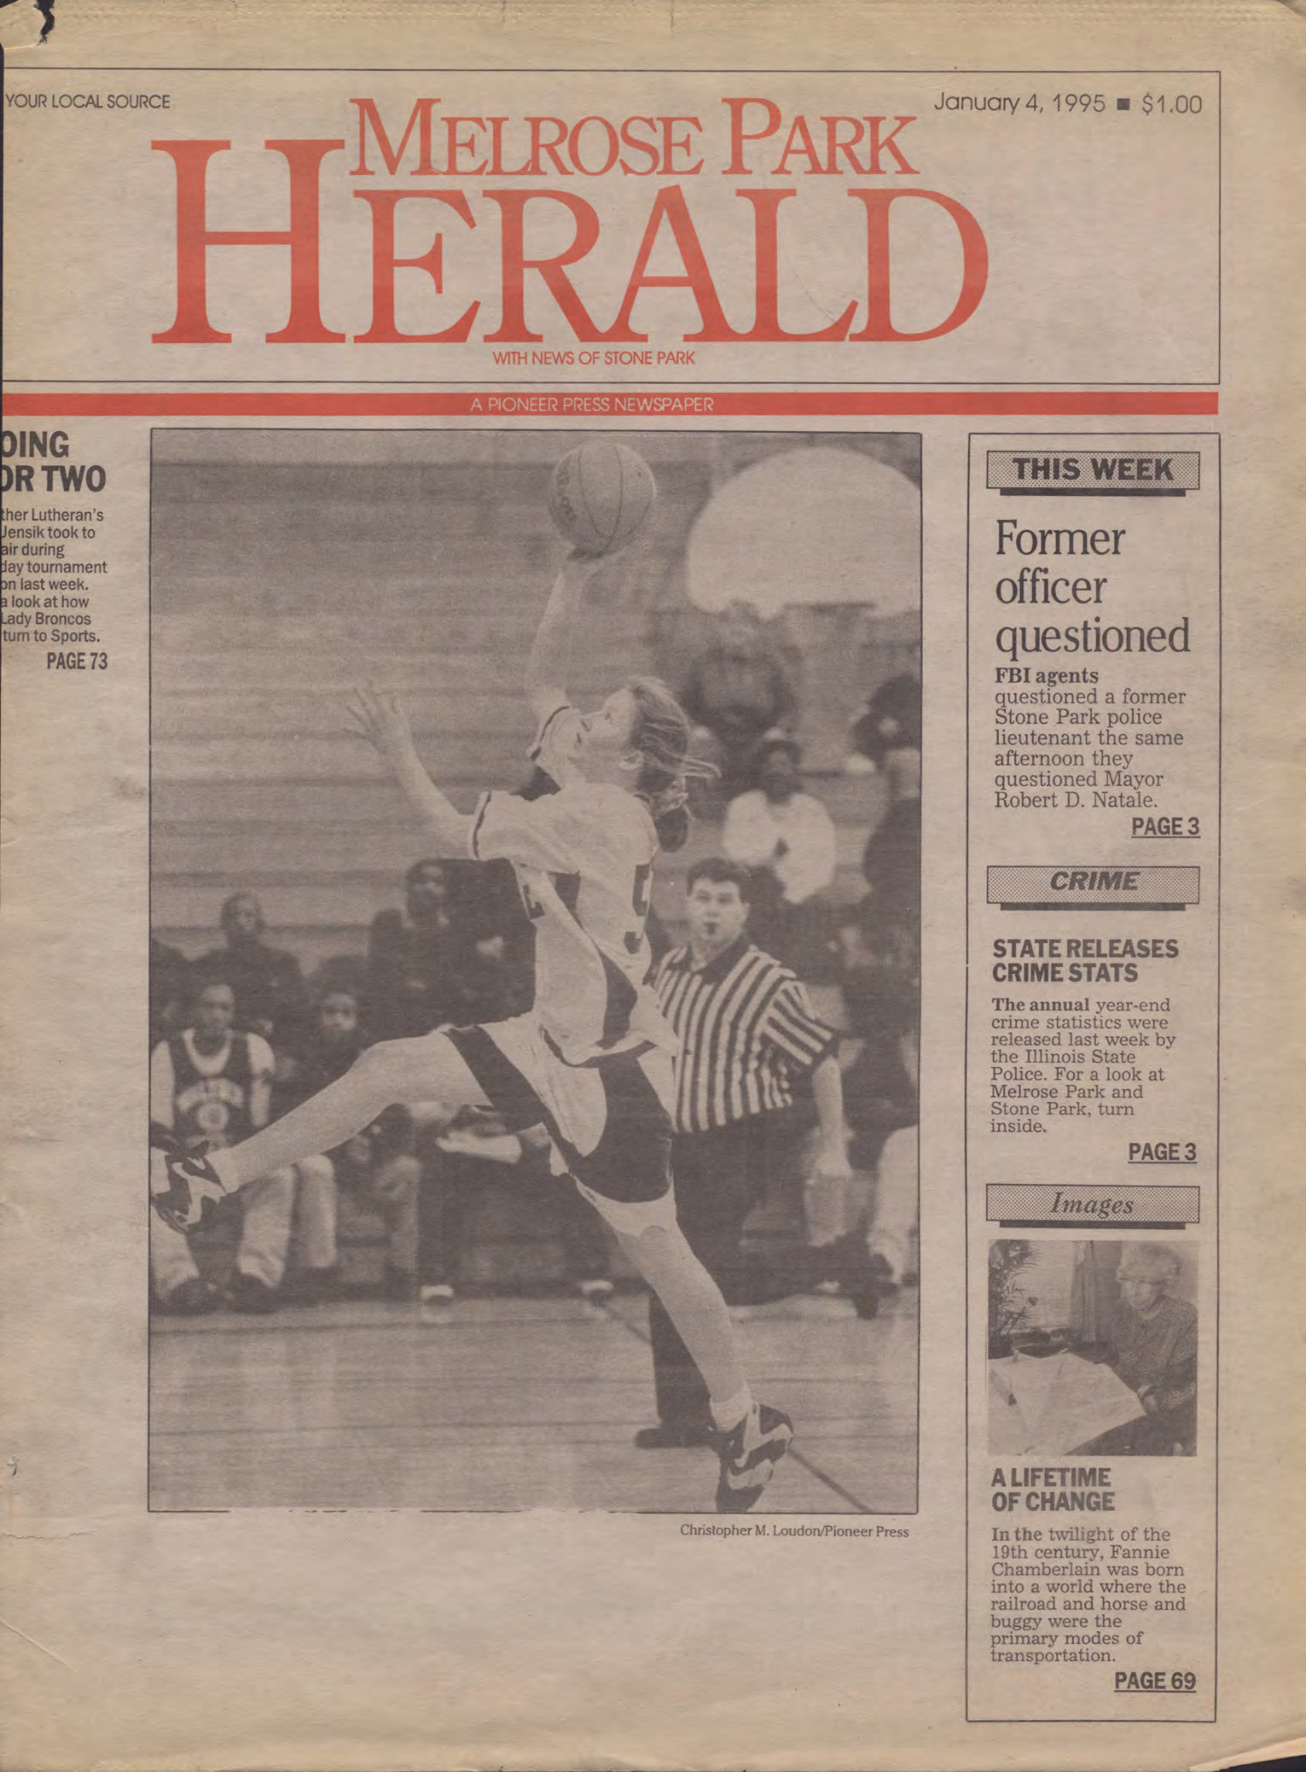 YOUR LOCAL SOURCE
January 4, 1995 ■ $1.00
MELROSE PARK
HERALD
WITH NEWS OF STONE PARK
A PIONEER PRESS NEWSPAPER
OING
OR TWO
ther Lutheran's
Jensik took to
air during
day tournament
on last week.
a look at how
Lady Broncos
turn to Sports.
PAGE 73
Christopher M. Loudon/Pioneer Press
THIS WEEK
Former
officer
questioned
FBI agents
questioned a former
Stone Park police
lieutenant the same
afternoon they
questioned Mayor
Robert D. Natale.
PAGE 3
CRIME
STATE RELEASES
CRIME STATS
The annual year-end
crime statistics were
released last week by
the Illinois State
Police. For a look at
Melrose Park and
Stone Park, turn
inside.
PAGE 3
Images
A LIFETIME
OF CHANGE
In the twilight of the
19th century, Fannie
Chamberlain was born
into a world where the
railroad and horse and
buggy were the
primary modes of
transportation.
PAGE 69